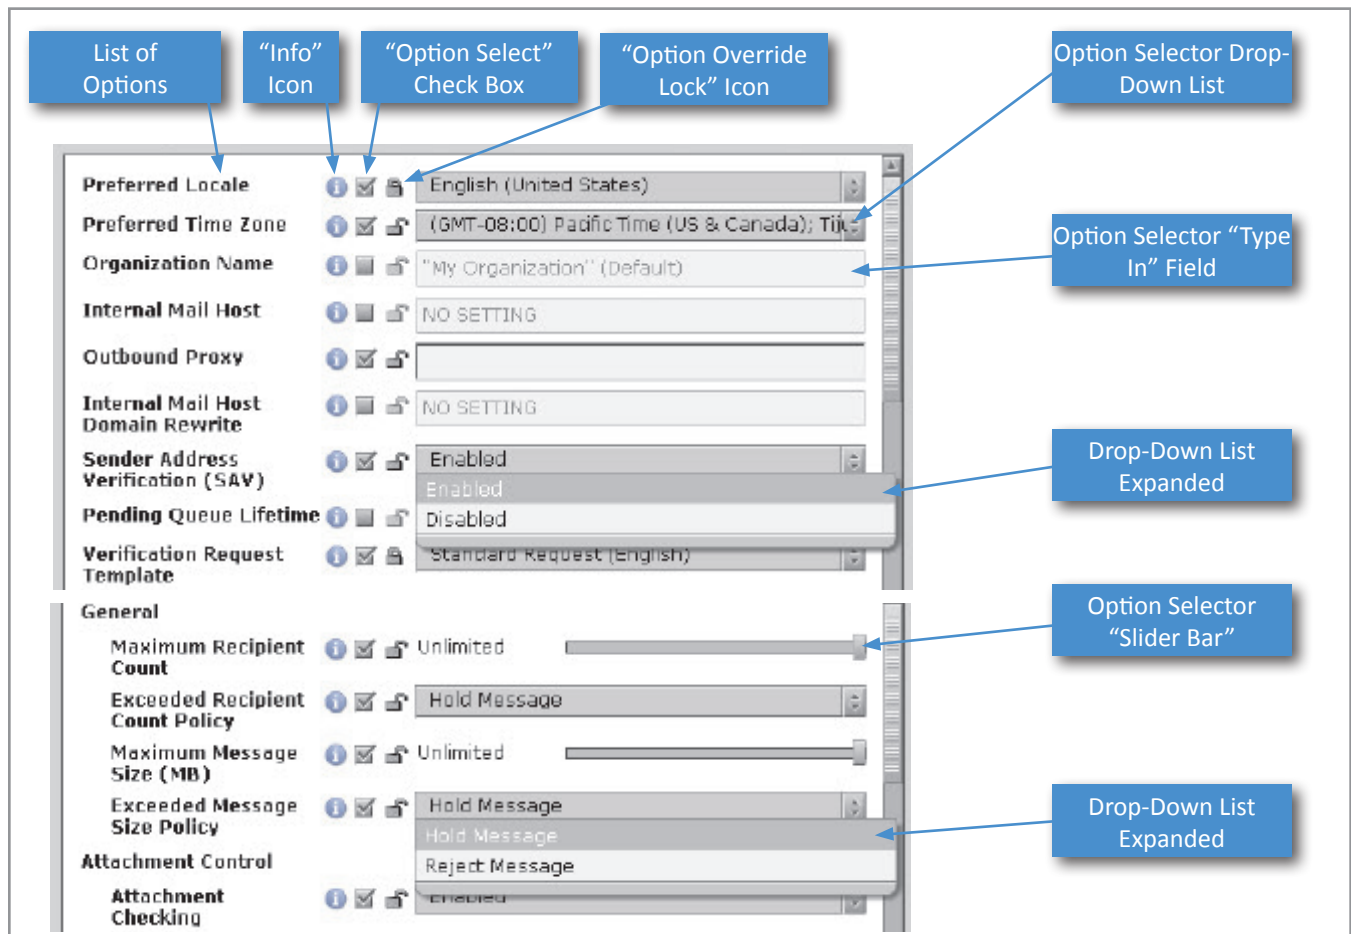 List of
Options
“Info”
Icon
“Option Select”
Check Box
“Option Override
Lock” Icon
Option Selector Drop-
Down List
Preferred Locale
English (United States)
Preferred Time Zone
(GMT-08:00) Pacific Time (US & Canada); Tiju
Organization Name
"My Organization" (Default)
Option Selector “Type
In” Field
Internal Mail Host
NO SETTING
Outbound Proxy
Internal Mail Host
Domain Rewrite
NO SETTING
Sender Address
Verification (SAV)
Enabled
Enabled
Disabled
Drop-Down List
Expanded
Pending Queue Lifetime
Verification Request
Template
Standard Request (English)
General
Maximum Recipient
Count
Unlimited
Option Selector
“Slider Bar”
Exceeded Recipient
Count Policy
Hold Message
Maximum Message
Size (MB)
Unlimited
Exceeded Message
Size Policy
Hold Message
Hold Message
Reject Message
Drop-Down List
Expanded
Attachment Control
Attachment
Checking
Enabled